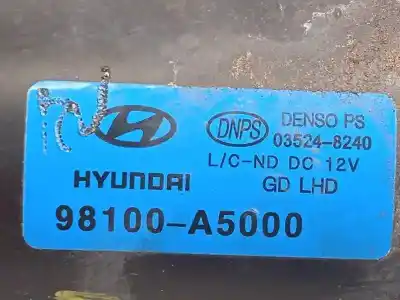 DNPS DENSO PS
03524-8240
L/C-ND DC 12V
HYUNDAI GD LHD
98100-A5000